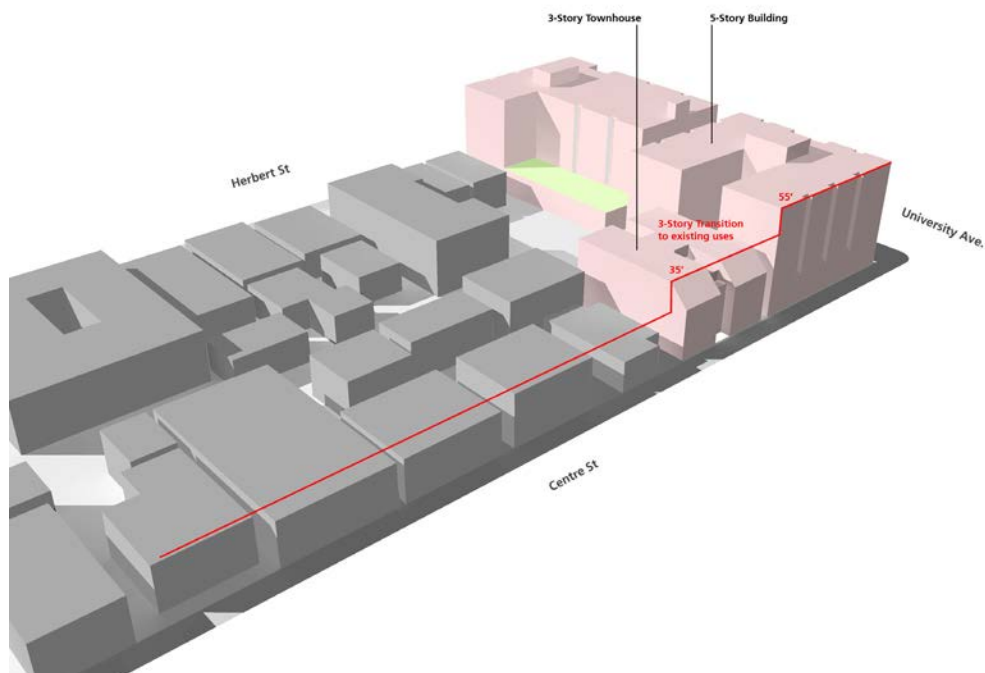 3-Story Townhouse
5-Story Building
Herbert St
55'
University Ave.
3-Story Transition
to existing uses
35'
Centre St